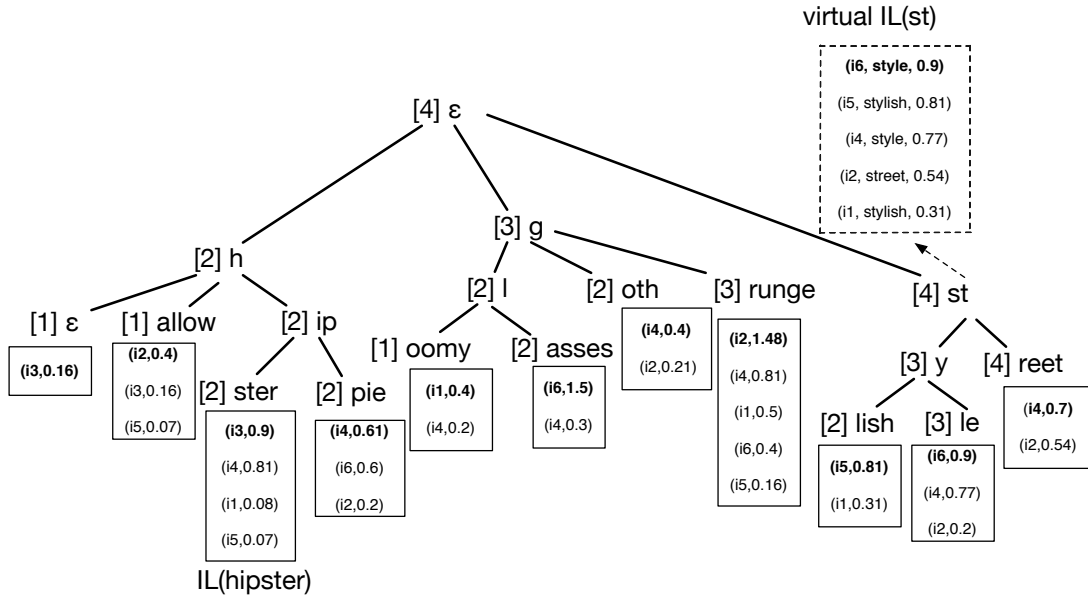 virtual IL(st)
(i6, style, 0.9)
(i5, stylish, 0.81)
(i4, style, 0.77)
(i2, street, 0.54)
(i1, stylish, 0.31)
[4] ε
[2] h
[3] g
[4] st
[1] ε
(i3,0.16)
[1] allow
(i2,0.4)
(i3,0.16)
(i5,0.07)
[2] ip
[2] ster
(i3,0.9)
(i4,0.81)
(i1,0.08)
(i5,0.07)
IL(hipster)
[2] pie
(i4,0.61)
(i6,0.6)
(i2,0.2)
[2] l
[1] oomy
(i1,0.4)
(i4,0.2)
[2] asses
(i6,1.5)
(i4,0.3)
[2] oth
(i4,0.4)
(i2,0.21)
[3] runge
(i2,1.48)
(i4,0.81)
(i1,0.5)
(i6,0.4)
(i5,0.16)
[3] y
[2] lish
(i5,0.81)
(i1,0.31)
[3] le
(i6,0.9)
(i4,0.77)
(i2,0.2)
[4] reet
(i4,0.7)
(i2,0.54)